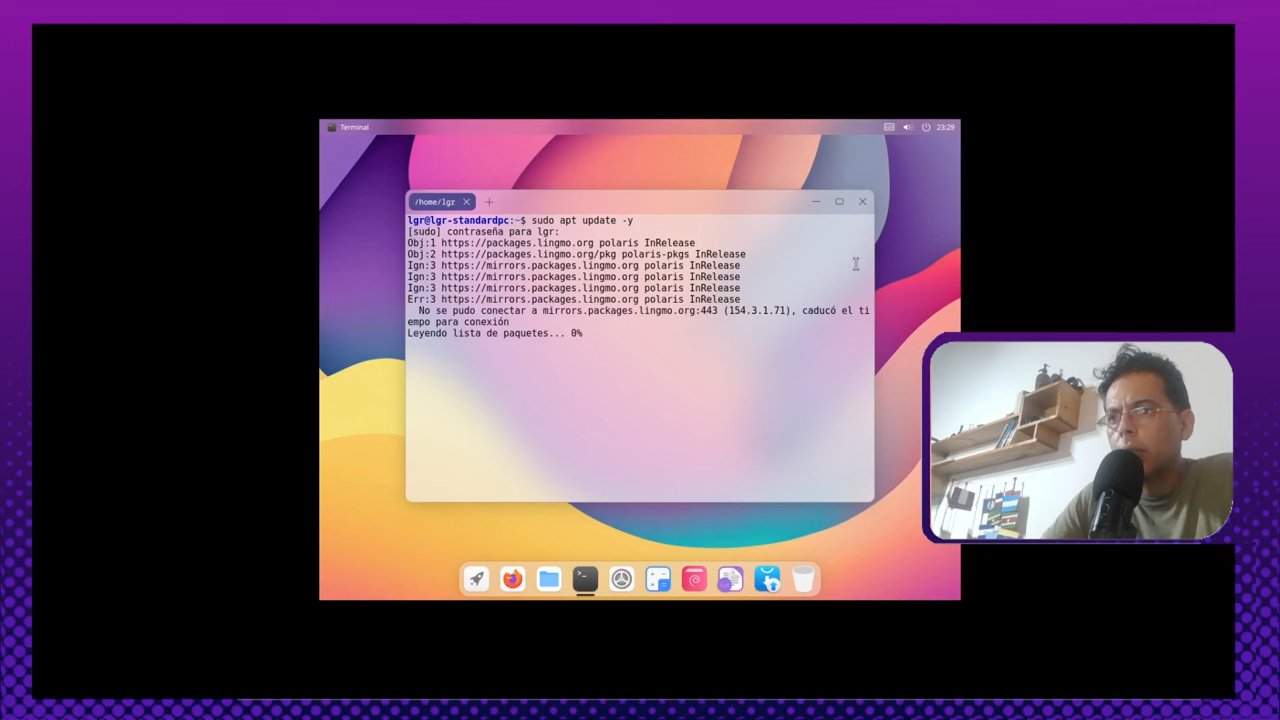 Terminal
23:29
/home/lgr
lgr@lgr-standardpc:~$ sudo apt update -y
[sudo] contraseña para lgr:
Obj:1 https://packages.lingmo.org polaris InRelease
Obj:2 https://packages.lingmo.org/pkg polaris-pkgs InRelease
Ign:3 https://mirrors.packages.lingmo.org polaris InRelease
Ign:3 https://mirrors.packages.lingmo.org polaris InRelease
Ign:3 https://mirrors.packages.lingmo.org polaris InRelease
Err:3 https://mirrors.packages.lingmo.org polaris InRelease
No se pudo conectar a mirrors.packages.lingmo.org:443 (154.3.1.71), caducó el ti
empo para conexión
Leyendo lista de paquetes... 0%